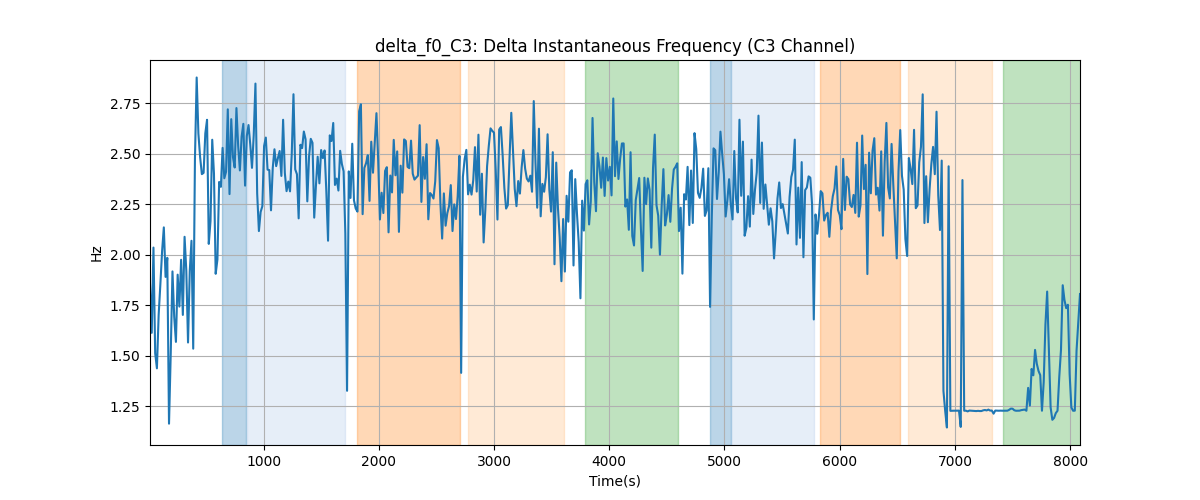 delta_f0_C3: Delta Instantaneous Frequency (C3 Channel)
2.75
2.50
2.25
2.00
1.75
1.50
1.25
Hz
1000 2000 3000 4000 5000 6000 7000 8000
Time(s)